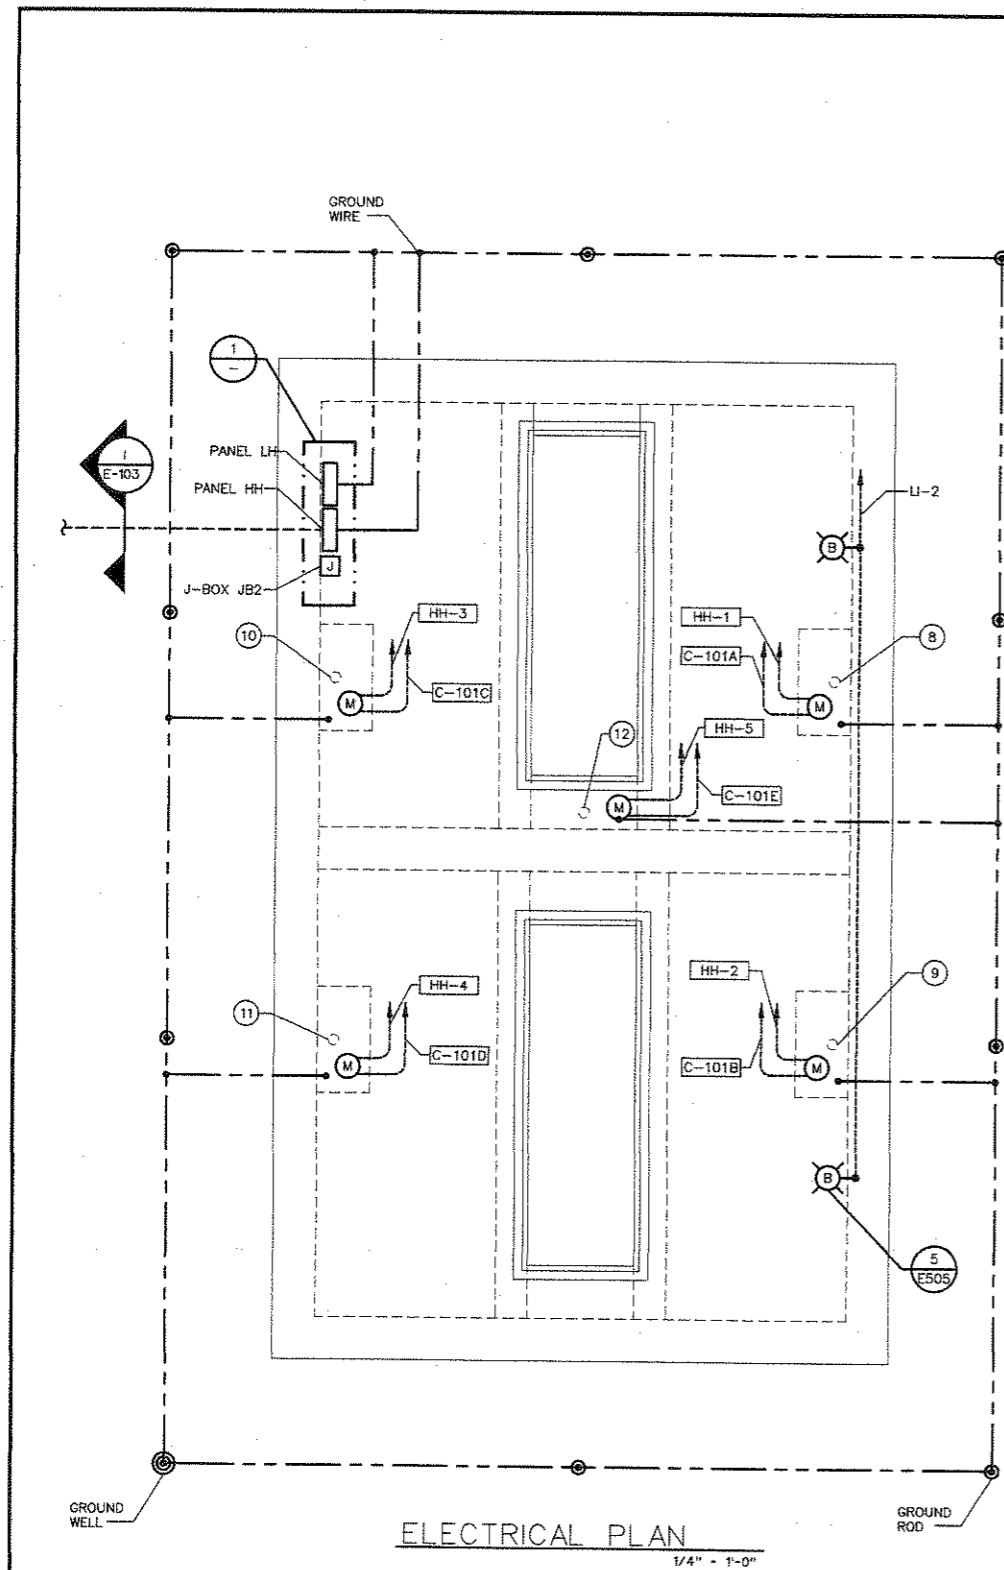 GROUND
WIRE
1
-
PANEL LH
1
E-103
PANEL HH
LI-2
B
J
J-BOX JB2
HH-3
HH-1
10
8
C-101A
C-101C
M
M
12
HH-5
C-101E
M
HH-4
HH-2
9
11
C-101D
C-101B
M
M
B
5
E505
GROUND
WELL
GROUND
ROD
ELECTRICAL PLAN
1/4" - 1'-0"